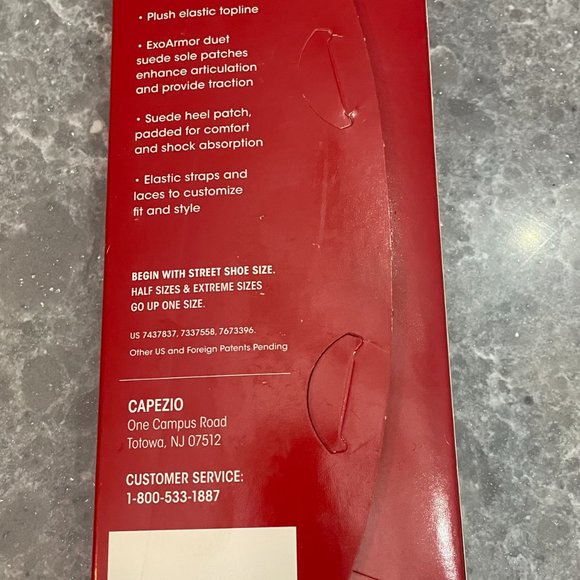 • Plush elastic topline
• ExoArmor duet
suede sole patches
enhance articulation
and provide traction
• Suede heel patch,
padded for comfort
and shock absorption
• Elastic straps and
laces to customize
fit and style
BEGIN WITH STREET SHOE SIZE.
HALF SIZES & EXTREME SIZES
GO UP ONE SIZE.
US 7437837, 7337558, 7673396.
Other US and Foreign Patents Pending
CAPEZIO
One Campus Road
Totowa, NJ 07512
CUSTOMER SERVICE:
1-800-533-1887